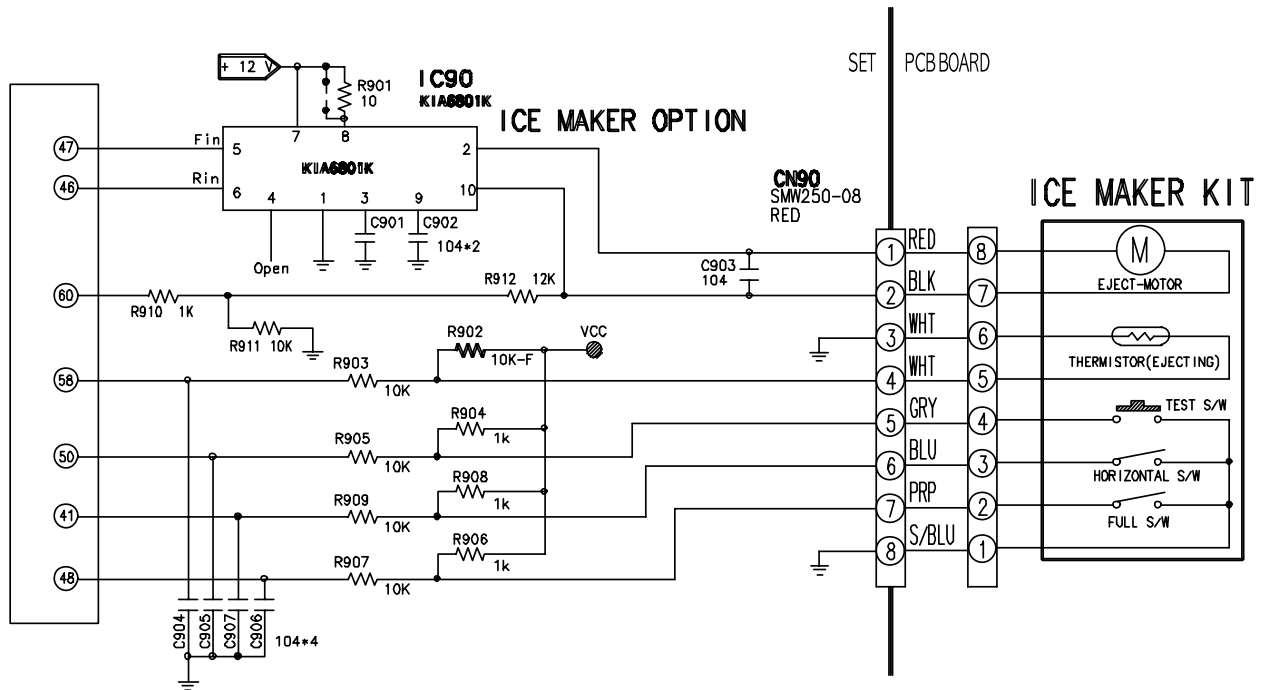 + 12 V
R901
10
IC90
KIA6801K
ICE MAKER OPTION
SET
PCB BOARD
7
8
47
Fin
5
2
KIA6801K
46
Rin
6
10
4
1
3
9
C901
C902
104*2
Open
CN90
SMW250-08
RED
ICE MAKER KIT
1
RED
8
M
EJECT-MOTOR
C903
104
R912
12K
60
R910
1K
2
BLK
7
R911
10K
R902
10K-F
VCC
3
WHT
6
THERMISTOR(EJECTING)
58
R903
10K
4
WHT
5
R904
1k
5
GRY
4
TEST S/W
50
R905
10K
6
BLU
3
HORIZONTAL S/W
R908
1k
41
R909
10K
7
PRP
2
FULL S/W
R906
1k
8
S/BLU
1
48
R907
10K
C904
C905
C907
C906
104*4